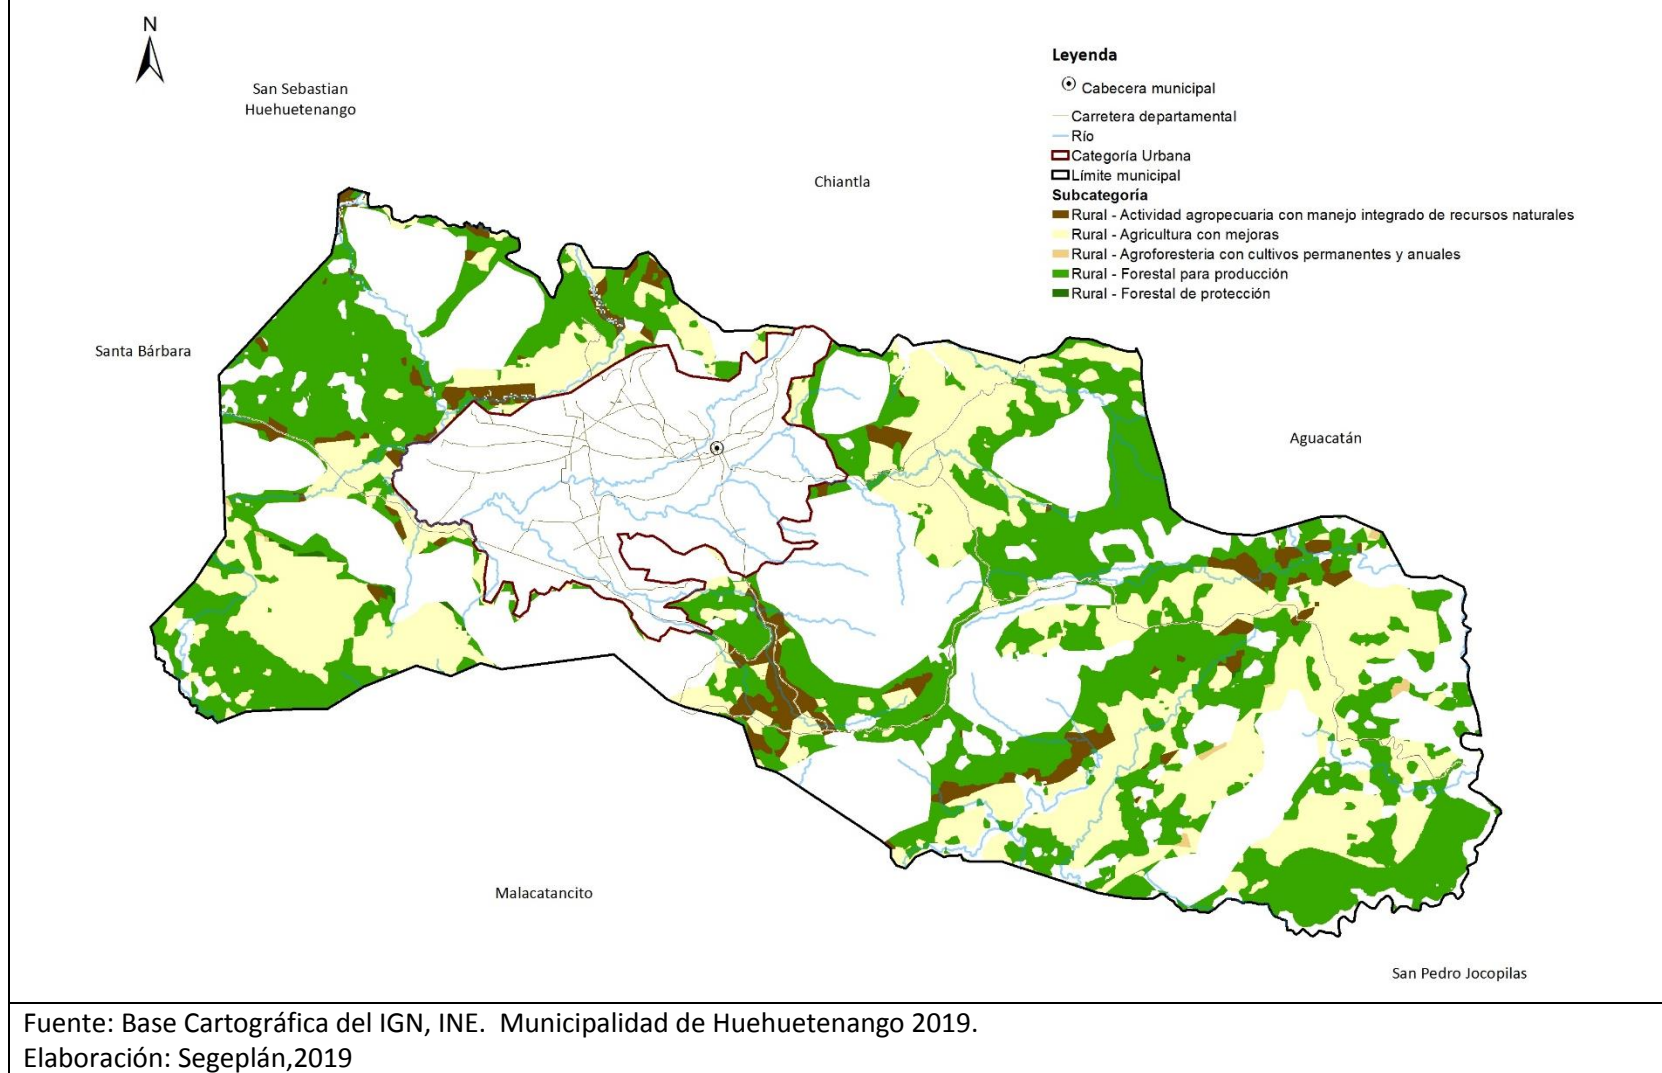 N
San Sebastian
Huehuetenango
Chiantla
Santa Bárbara
Aguacatán
Malacatancito
San Pedro Jocopilas
Leyenda
Cabecera municipal
Carretera departamental
Río
Categoría Urbana
Límite municipal
Subcategoría
Rural - Actividad agropecuaria con manejo integrado de recursos naturales
Rural - Agricultura con mejoras
Rural - Agroforesteria con cultivos permanentes y anuales
Rural - Forestal para producción
Rural - Forestal de protección
Fuente: Base Cartográfica del IGN, INE.  Municipalidad de Huehuetenango 2019.
Elaboración: Segeplán,2019